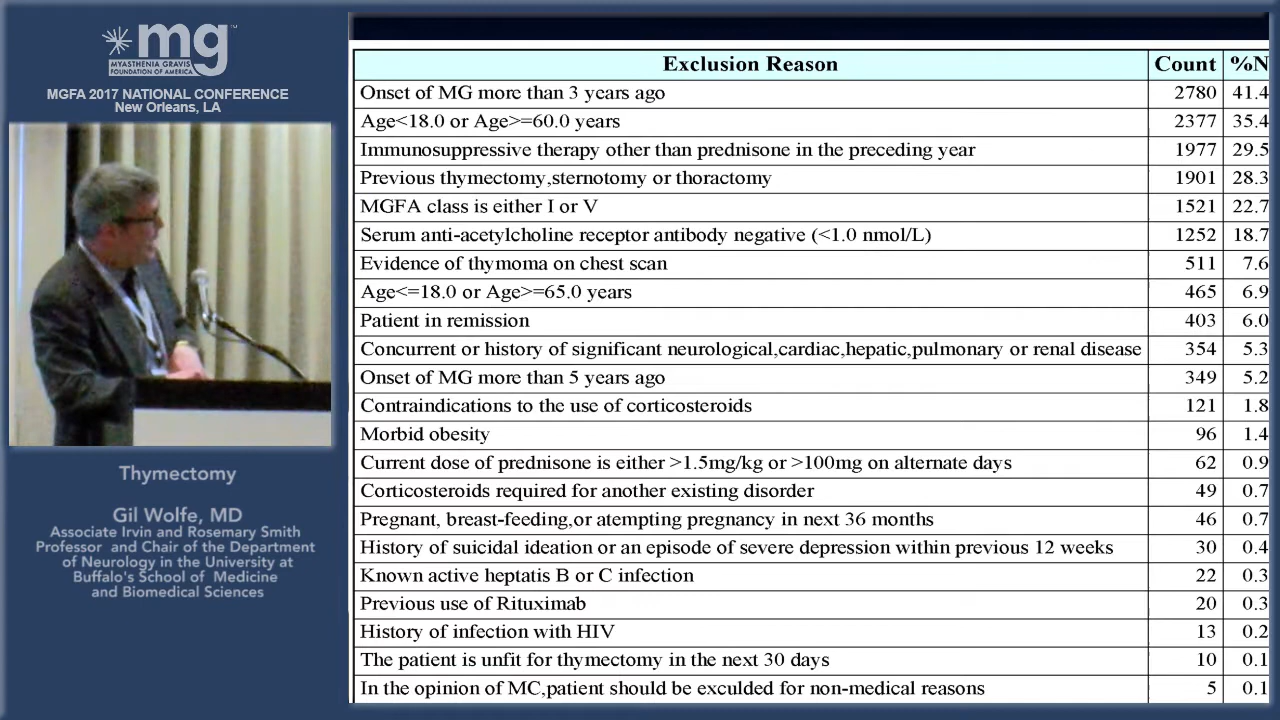 mg™
MYASTHENIA GRAVIS
FOUNDATION OF AMERICA
MGFA 2017 NATIONAL CONFERENCE
New Orleans, LA
Thymectomy
Gil Wolfe, MD
Associate Irvin and Rosemary Smith
Professor and Chair of the Department
of Neurology in the University at
Buffalo's School of Medicine
and Biomedical Sciences
Exclusion Reason Count %N
Onset of MG more than 3 years ago 2780 41.4
Age<18.0 or Age>=60.0 years 2377 35.4
Immunosuppressive therapy other than prednisone in the preceding year 1977 29.5
Previous thymectomy,sternotomy or thoractomy 1901 28.3
MGFA class is either I or V 1521 22.7
Serum anti-acetylcholine receptor antibody negative (<1.0 nmol/L) 1252 18.7
Evidence of thymoma on chest scan 511 7.6
Age<=18.0 or Age>=65.0 years 465 6.9
Patient in remission 403 6.0
Concurrent or history of significant neurological,cardiac,hepatic,pulmonary or renal disease 354 5.3
Onset of MG more than 5 years ago 349 5.2
Contraindications to the use of corticosteroids 121 1.8
Morbid obesity 96 1.4
Current dose of prednisone is either >1.5mg/kg or >100mg on alternate days 62 0.9
Corticosteroids required for another existing disorder 49 0.7
Pregnant, breast-feeding,or atempting pregnancy in next 36 months 46 0.7
History of suicidal ideation or an episode of severe depression within previous 12 weeks 30 0.4
Known active heptatis B or C infection 22 0.3
Previous use of Rituximab 20 0.3
History of infection with HIV 13 0.2
The patient is unfit for thymectomy in the next 30 days 10 0.1
In the opinion of MC,patient should be exculded for non-medical reasons 5 0.1